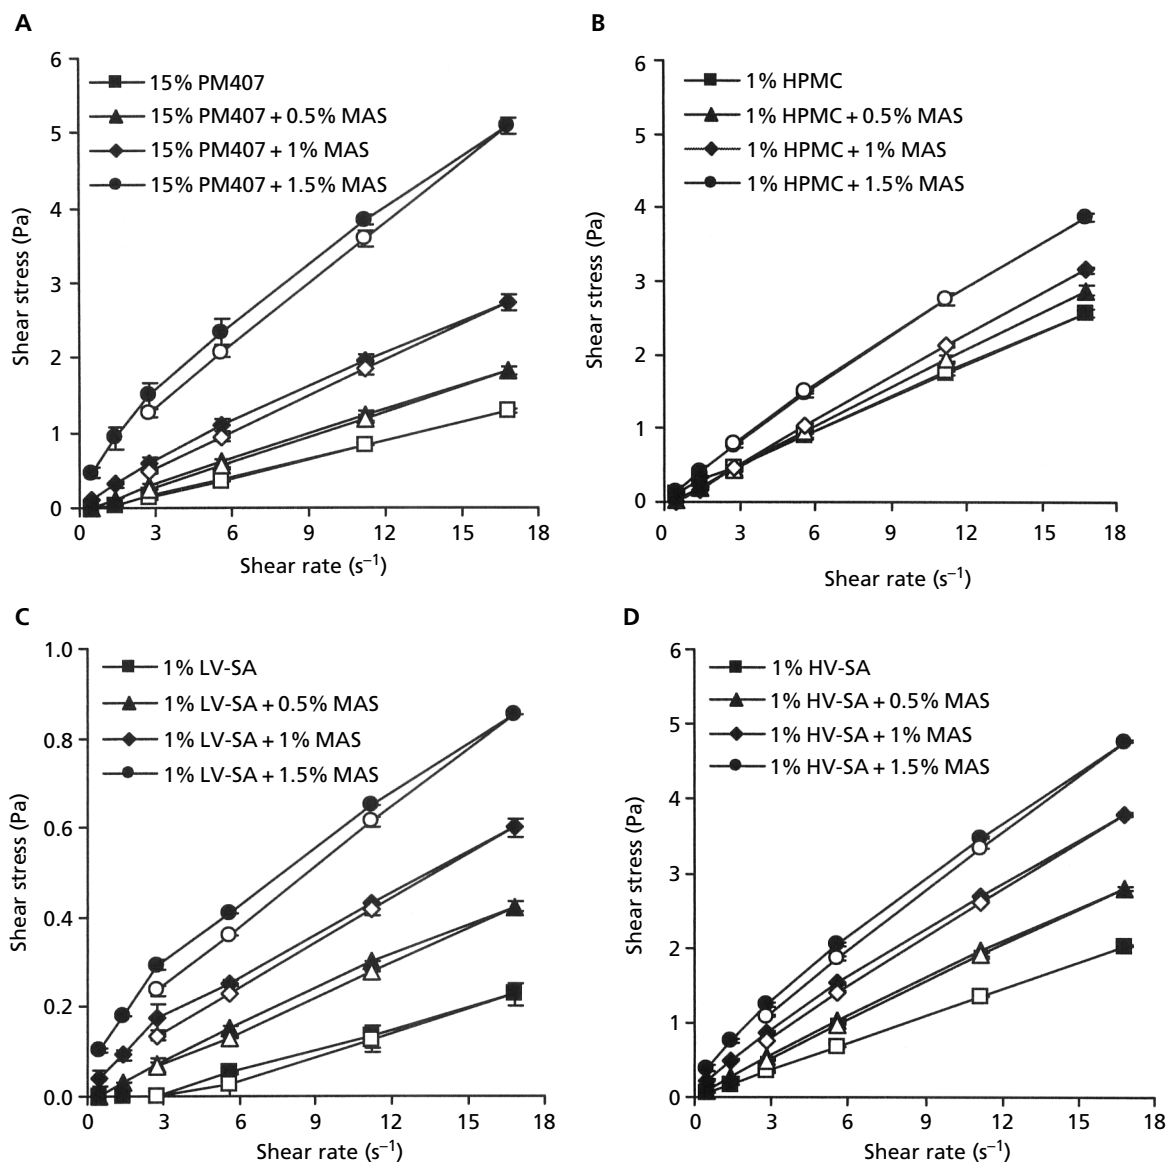 A
6
5
4
3
2
1
0
Shear stress (Pa)
15% PM407
15% PM407 + 0.5% MAS
15% PM407 + 1% MAS
15% PM407 + 1.5% MAS
0 3 6 9 12 15 18
Shear rate (s⁻¹)
B
6
5
4
3
2
1
0
Shear stress (Pa)
1% HPMC
1% HPMC + 0.5% MAS
1% HPMC + 1% MAS
1% HPMC + 1.5% MAS
0 3 6 9 12 15 18
Shear rate (s⁻¹)
C
1.0
0.8
0.6
0.4
0.2
0.0
Shear stress (Pa)
1% LV-SA
1% LV-SA + 0.5% MAS
1% LV-SA + 1% MAS
1% LV-SA + 1.5% MAS
0 3 6 9 12 15 18
Shear rate (s⁻¹)
D
6
5
4
3
2
1
0
Shear stress (Pa)
1% HV-SA
1% HV-SA + 0.5% MAS
1% HV-SA + 1% MAS
1% HV-SA + 1.5% MAS
0 3 6 9 12 15 18
Shear rate (s⁻¹)